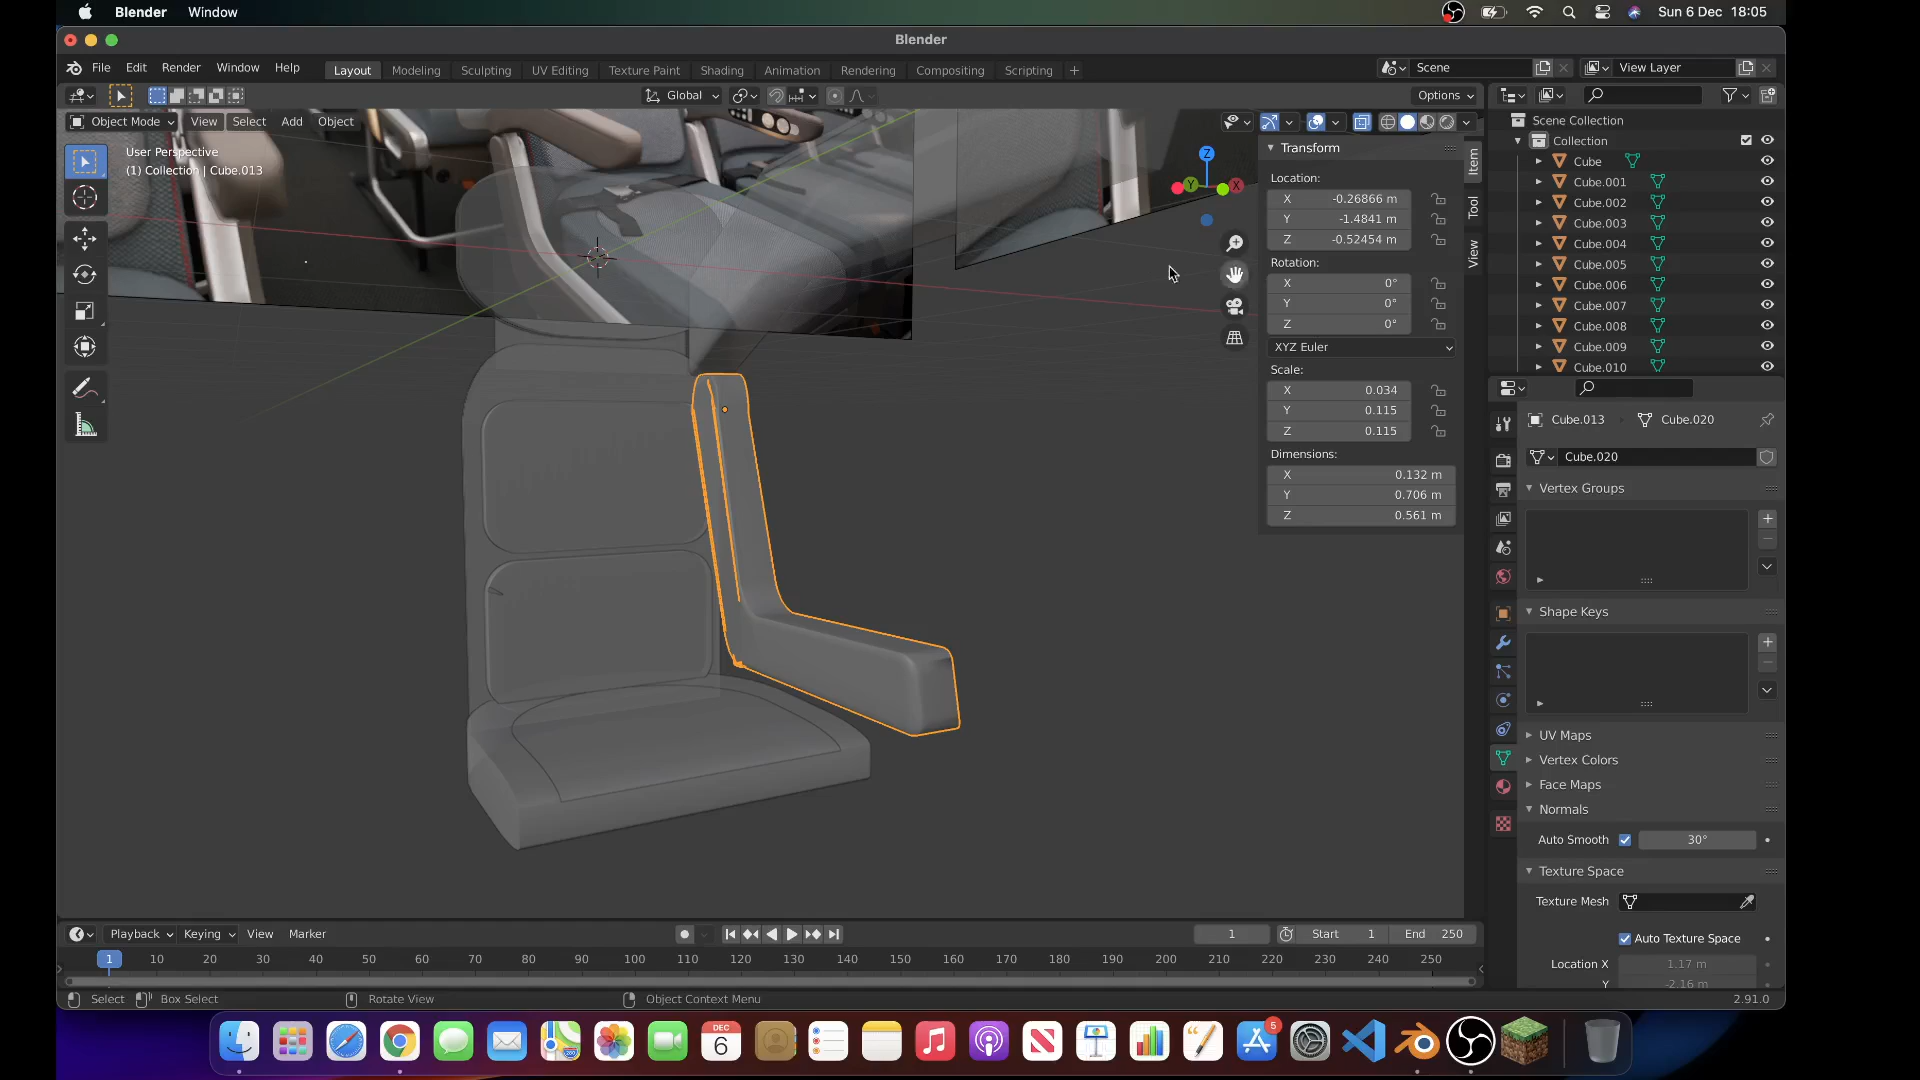 Blender Window Sun 6 Dec 18:05
Blender
File Edit Render Window Help Layout Modeling Sculpting UV Editing Texture Paint Shading Animation Rendering Compositing Scripting + Scene View Layer
Global Options
Object Mode View Select Add Object
User Perspective
(1) Collection | Cube.013
Z
Y X
Transform
Location:
X -0.26866 m
Y -1.4841 m
Z -0.52454 m
Rotation:
X 0°
Y 0°
Z 0°
XYZ Euler
Scale:
X 0.034
Y 0.115
Z 0.115
Dimensions:
X 0.132 m
Y 0.706 m
Z 0.561 m
Item
Tool
View
Scene Collection
Collection
Cube
Cube.001
Cube.002
Cube.003
Cube.004
Cube.005
Cube.006
Cube.007
Cube.008
Cube.009
Cube.010
Cube.013 Cube.020
Cube.020
Vertex Groups
Shape Keys
UV Maps
Vertex Colors
Face Maps
Normals
Auto Smooth 30°
Texture Space
Texture Mesh
Auto Texture Space
Location X 1.17 m
Y -2.16 m
Playback Keying View Marker 1 Start 1 End 250
1 10 20 30 40 50 60 70 80 90 100 110 120 130 140 150 160 170 180 190 200 210 220 230 240 250
Select Box Select Rotate View Object Context Menu 2.91.0
DEC
6
5